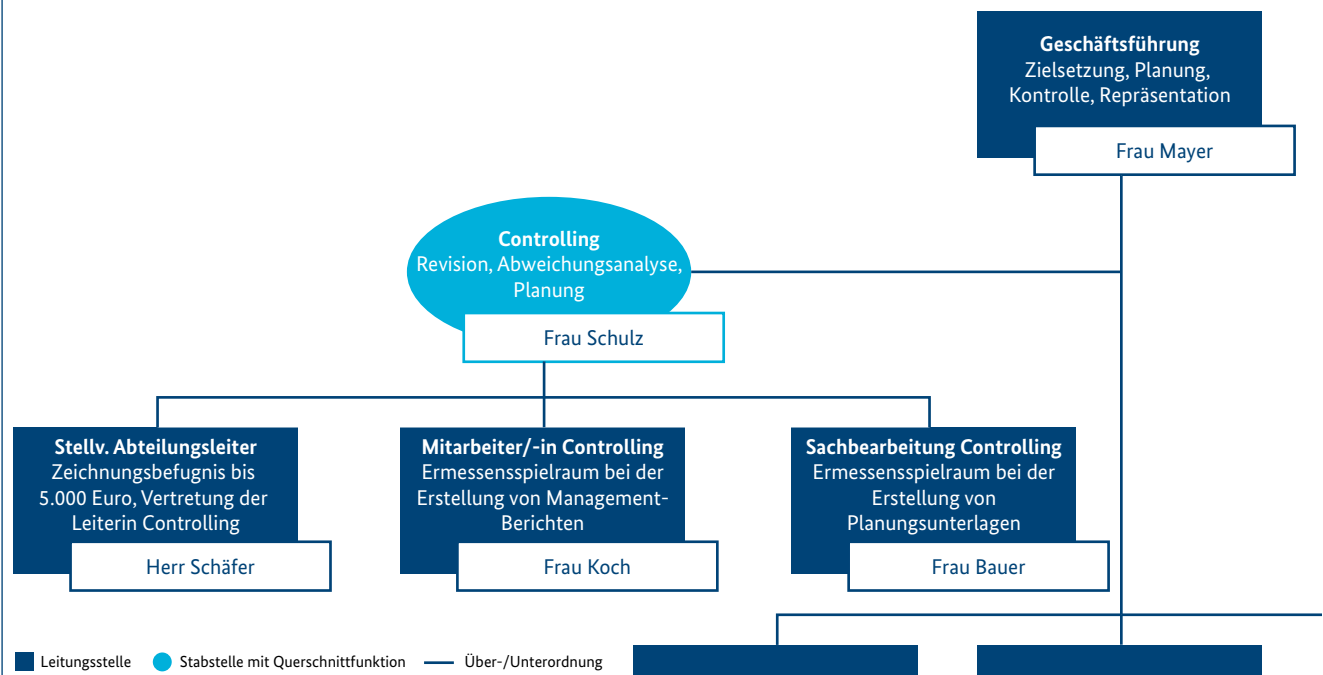 Geschäftsführung
Zielsetzung, Planung,
Kontrolle, Repräsentation
Frau Mayer
Controlling
Revision, Abweichungsanalyse,
Planung
Frau Schulz
Stellv. Abteilungsleiter
Zeichnungsbefugnis bis
5.000 Euro, Vertretung der
Leiterin Controlling
Herr Schäfer
Mitarbeiter/-in Controlling
Ermessensspielraum bei der
Erstellung von Management-
Berichten
Frau Koch
Sachbearbeitung Controlling
Ermessensspielraum bei der
Erstellung von
Planungsunterlagen
Frau Bauer
Leitungsstelle
Stabstelle mit Querschnittfunktion
Über-/Unterordnung